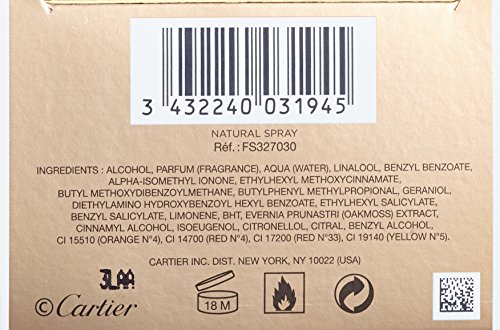 3 432240 031945
NATURAL SPRAY
Réf.: FS327030
INGREDIENTS : ALCOHOL, PARFUM (FRAGRANCE), AQUA (WATER), LINALOOL, BENZYL BENZOATE,
ALPHA-ISOMETHYL IONONE, ETHYLHEXYL METHOXYCINNAMATE,
BUTYL METHOXYDIBENZOYLMETHANE, BUTYLPHENYL METHYLPROPIONAL, GERANIOL,
DIETHYLAMINO HYDROXYBENZOYL HEXYL BENZOATE, ETHYLHEXYL SALICYLATE,
BENZYL SALICYLATE, LIMONENE, BHT, EVERNIA PRUNASTRI (OAKMOSS) EXTRACT,
CINNAMYL ALCOHOL, ISOEUGENOL, CITRONELLOL, CITRAL, BENZYL ALCOHOL,
CI 15510 (ORANGE N°4), CI 14700 (RED N°4), CI 17200 (RED N°33), CI 19140 (YELLOW N°5).
CARTIER INC. DIST. NEW YORK, NY 10022 (USA)
3LAA
© Cartier
18 M